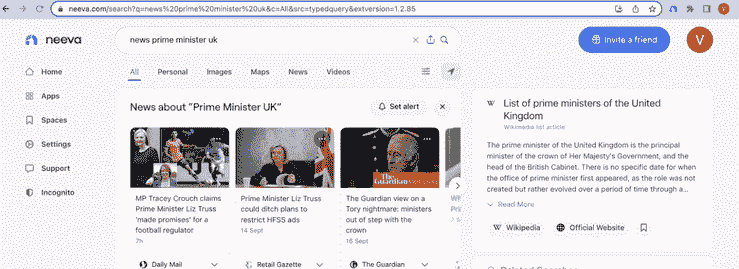 neeva.com/search?q=news%20prime%20minister%20uk&c=All&src=typedquery&extversion=1.2.85
neeva
news prime minister uk
Invite a friend
V
Home
Apps
Spaces
Settings
Support
Incognito
All
Personal
Images
Maps
News
Videos
News about "Prime Minister UK"
Set alert
MP Tracey Crouch claims
Prime Minister Liz Truss
'made promises' for a
football regulator
7h
Daily Mail
Prime Minister Liz Truss
could ditch plans to
restrict HFSS ads
14 Sept
Retail Gazette
The Guardian
The Guardian view on a
Tory nightmare: ministers
out of step with the
crown
16 Sept
The Guardian
W
List of prime ministers of the United
Kingdom
Wikimedia list article
The prime minister of the United Kingdom is the principal
minister of the crown of Her Majesty's Government, and the
head of the British Cabinet. There is no specific date for
when the office of prime minister first appeared, as the role was not
created but rather evolved over a period of time through a...
Read More
W Wikipedia
Official Website